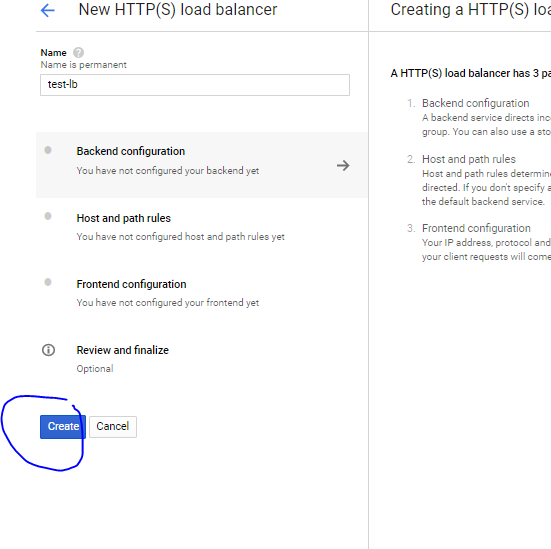 New HTTP(S) load balancer
Name
Name is permanent
test-lb
Backend configuration
You have not configured your backend yet
Host and path rules
You have not configured host and path rules yet
Frontend configuration
You have not configured your frontend yet
Review and finalize
Optional
Create Cancel
Creating a HTTP(S) loa
A HTTP(S) load balancer has 3 pa
1. Backend configuration
A backend service directs inc
group. You can also use a sto
2. Host and path rules
Host and path rules determine
directed. If you don't specify a
the default backend service.
3. Frontend configuration
Your IP address, protocol and
your client requests will come